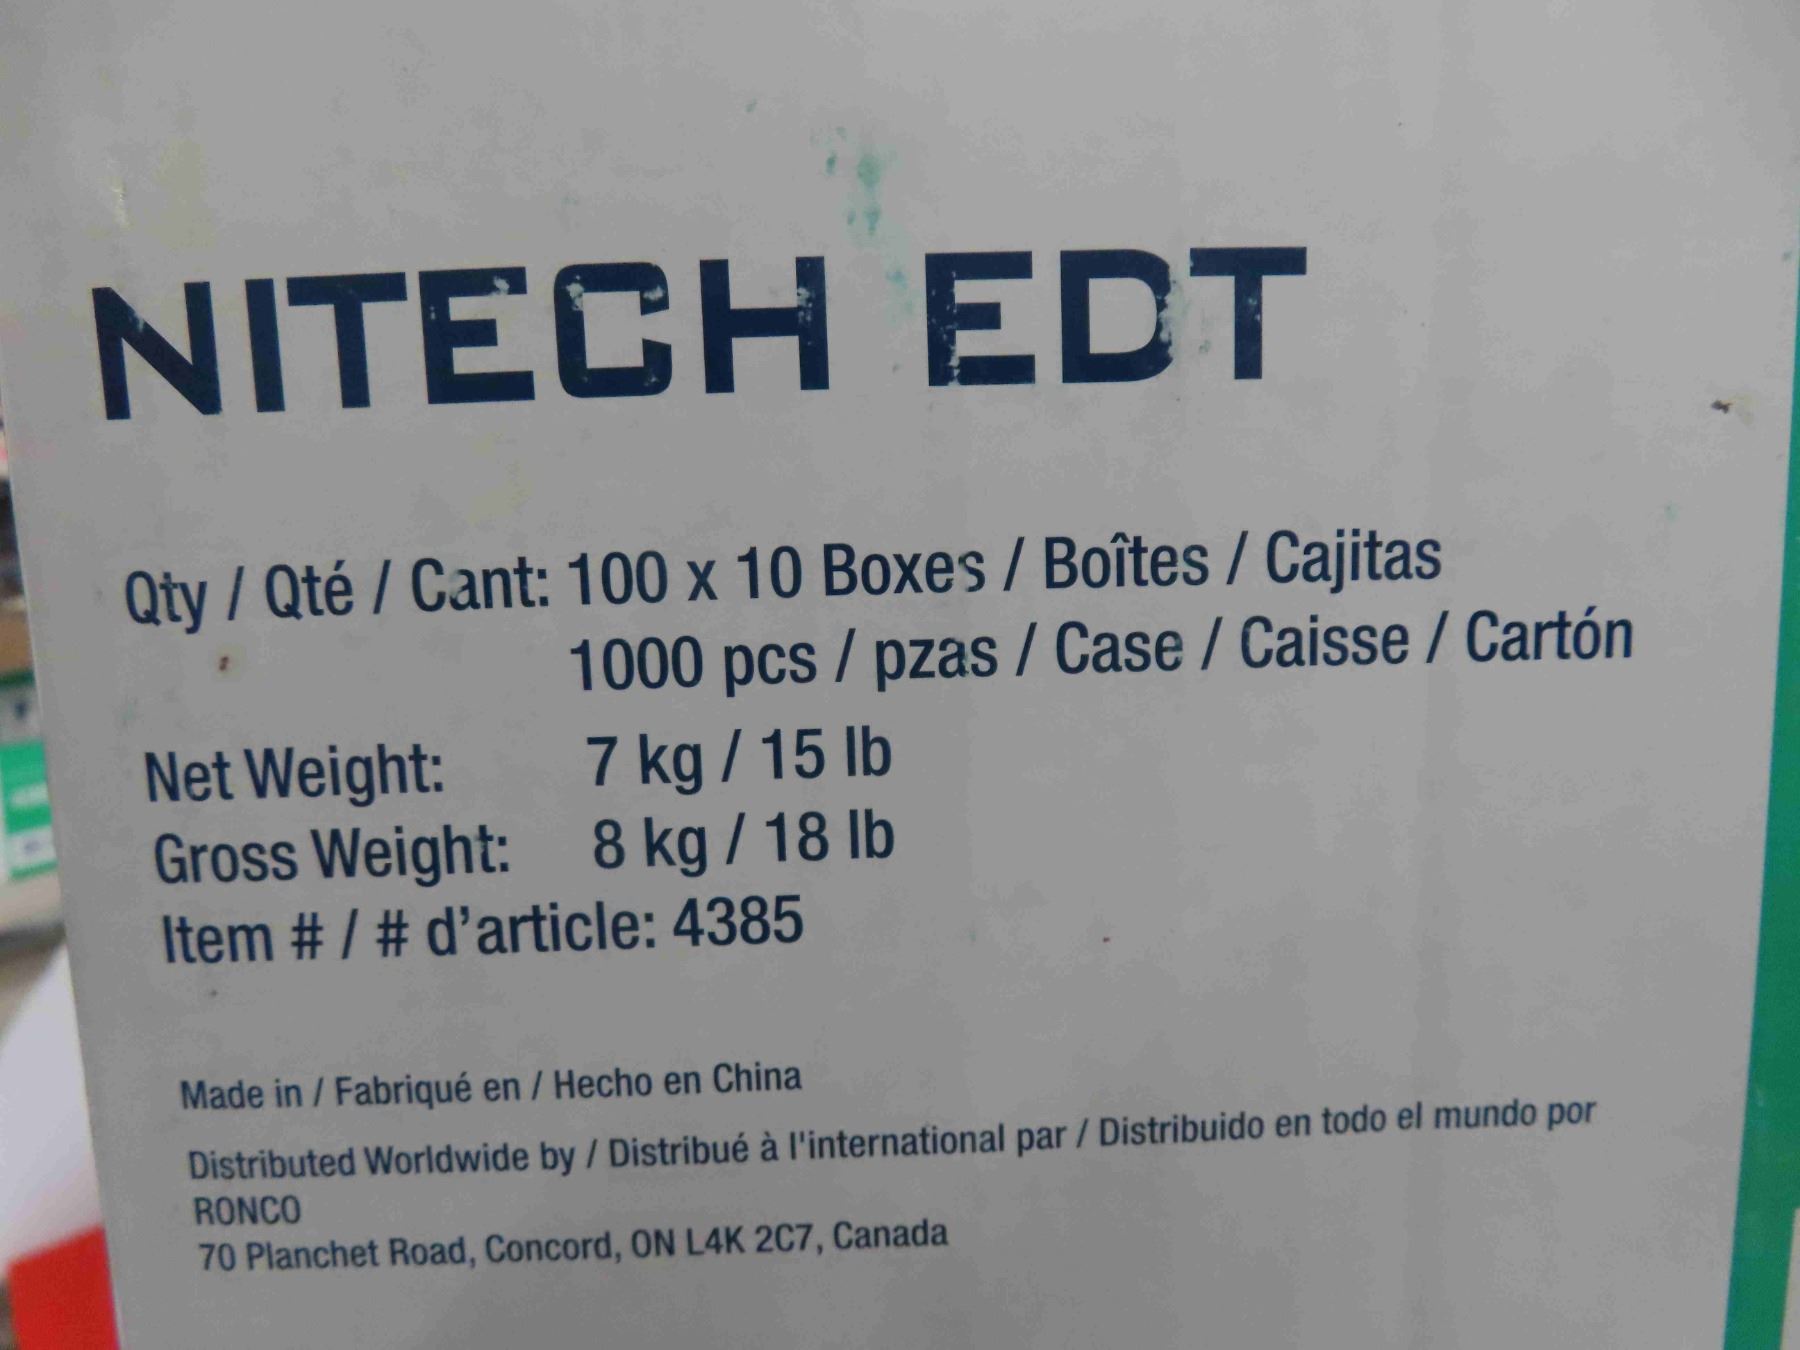 NITECH EDT
Qty / Qté / Cant: 100 x 10 Boxes / Boîtes / Cajitas
1000 pcs / pzas / Case / Caisse / Cartón
Net Weight: 7 kg / 15 lb
Gross Weight: 8 kg / 18 lb
Item # / # d'article: 4385
Made in / Fabriqué en / Hecho en China
Distributed Worldwide by / Distribué à l'international par / Distribuido en todo el mundo por
RONCO
70 Planchet Road, Concord, ON L4K 2C7, Canada